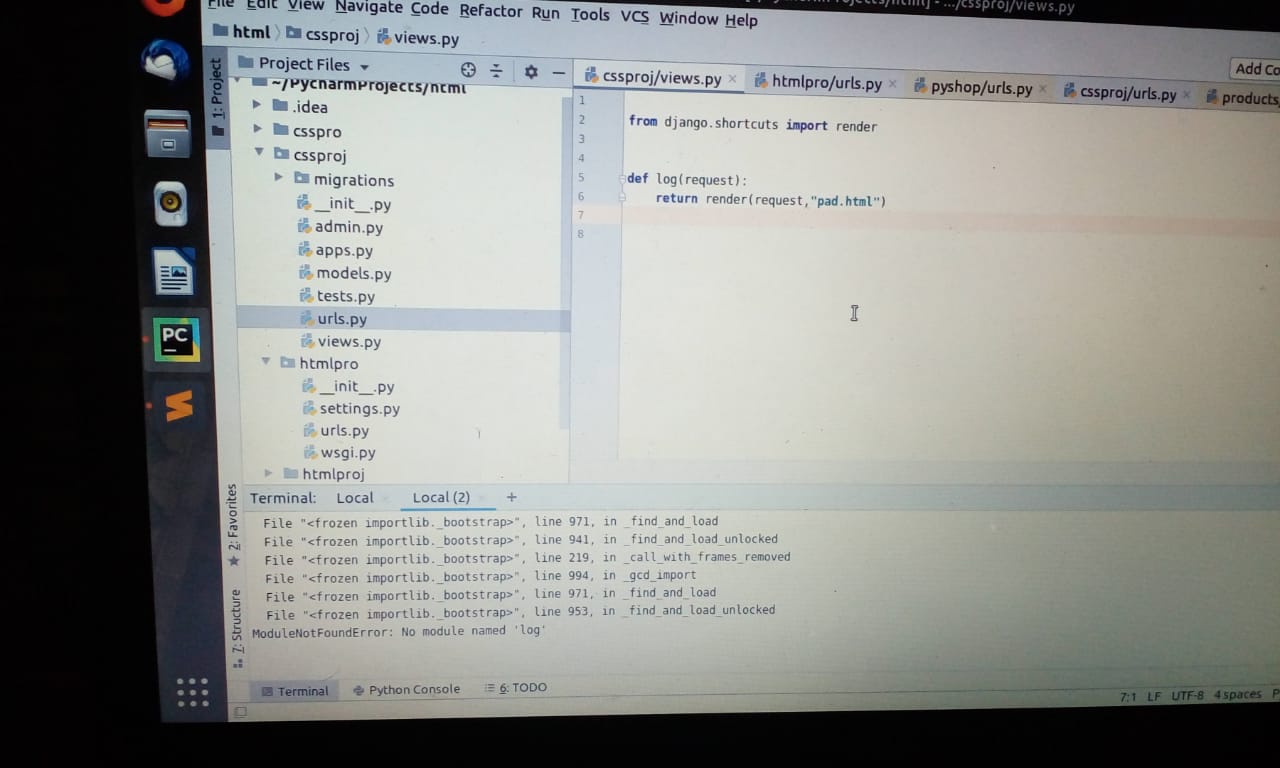 File Edit View Navigate Code Refactor Run Tools VCS Window Help
.../cssproj/views.py
html cssproj views.py
Add Co
1: Project
Project Files
cssproj/views.py
htmlpro/urls.py
pyshop/urls.py
cssproj/urls.py
products
~/PycharmProjects/html
.idea
csspro
cssproj
migrations
__init__.py
admin.py
apps.py
models.py
tests.py
urls.py
views.py
htmlpro
__init__.py
settings.py
urls.py
wsgi.py
htmlproj
1
2 from django.shortcuts import render
3
4
5 def log(request):
6 return render(request,"pad.html")
7
8
PC
2: Favorites
7: Structure
Terminal: Local Local (2) +
File "<frozen importlib._bootstrap>", line 971, in _find_and_load
File "<frozen importlib._bootstrap>", line 941, in _find_and_load_unlocked
File "<frozen importlib._bootstrap>", line 219, in _call_with_frames_removed
File "<frozen importlib._bootstrap>", line 994, in _gcd_import
File "<frozen importlib._bootstrap>", line 971, in _find_and_load
File "<frozen importlib._bootstrap>", line 953, in _find_and_load_unlocked
ModuleNotFoundError: No module named 'log'
Terminal Python Console 6: TODO
7:1 LF UTF-8 4 spaces P